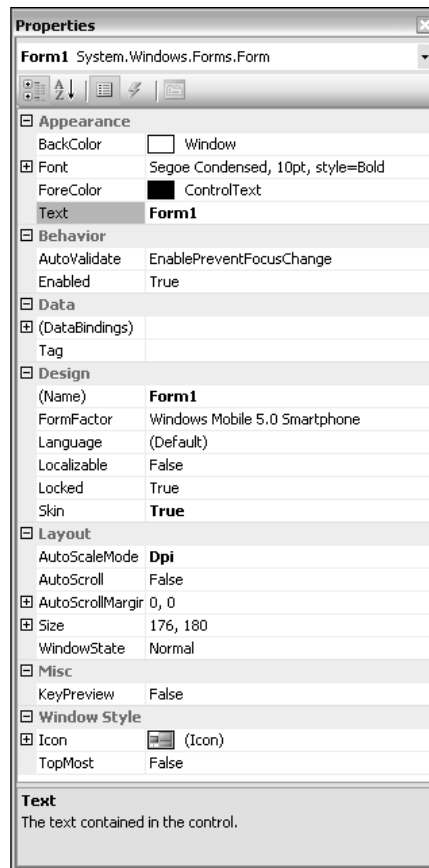 Properties
Form1 System.Windows.Forms.Form
Appearance
BackColor Window
Font Segoe Condensed, 10pt, style=Bold
ForeColor ControlText
Text Form1
Behavior
AutoValidate EnablePreventFocusChange
Enabled True
Data
(DataBindings)
Tag
Design
(Name) Form1
FormFactor Windows Mobile 5.0 Smartphone
Language (Default)
Localizable False
Locked True
Skin True
Layout
AutoScaleMode Dpi
AutoScroll False
AutoScrollMargin 0, 0
Size 176, 180
WindowState Normal
Misc
KeyPreview False
Window Style
Icon (Icon)
TopMost False
Text
The text contained in the control.